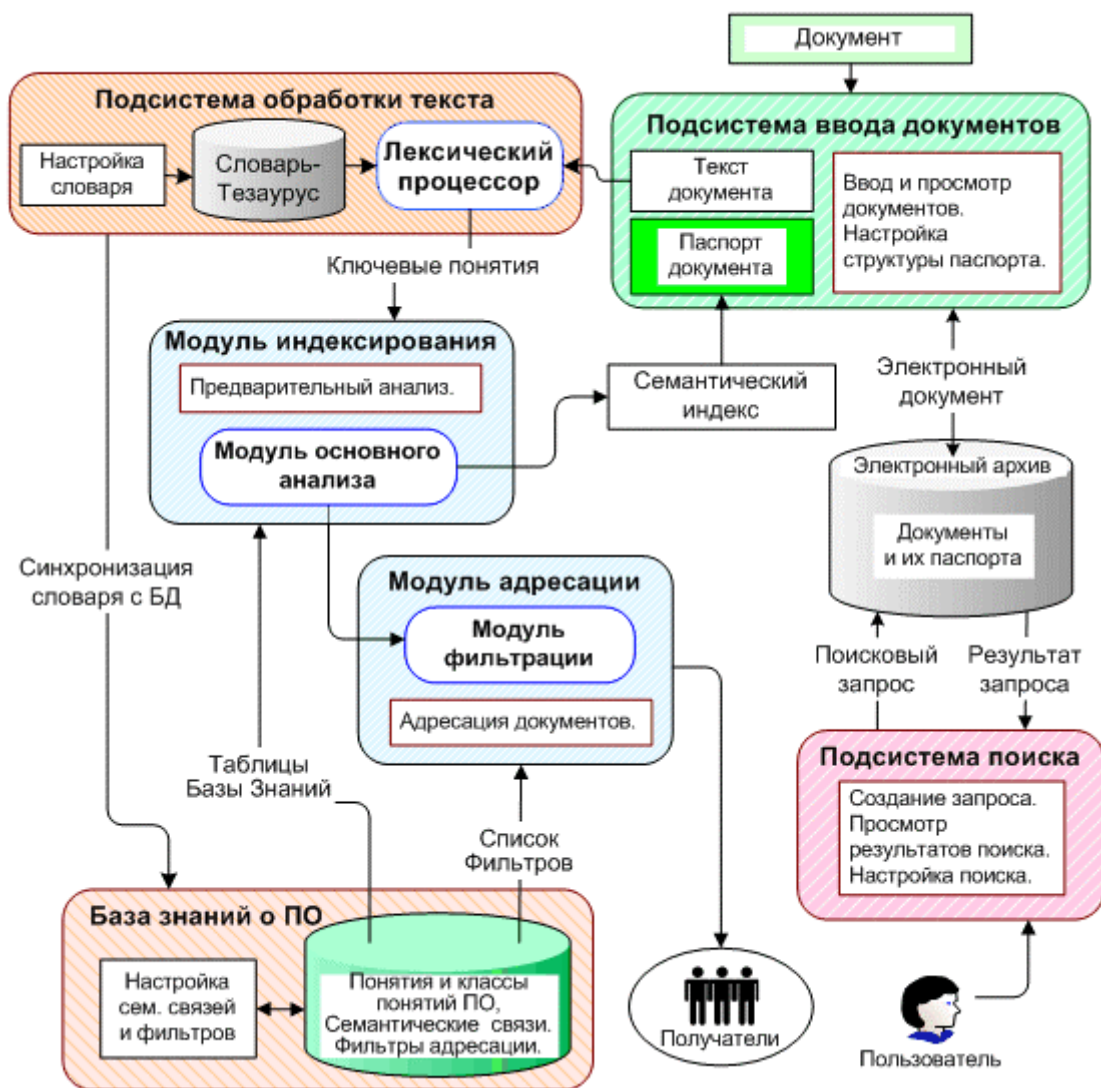 Документ
Подсистема обработки текста
Настройка
словаря
Словарь-
Тезаурус
Лексический
процессор
Подсистема ввода документов
Текст
документа
Паспорт
документа
Ввод и просмотр
документов.
Настройка
структуры паспорта.
Ключевые понятия
Модуль индексирования
Предварительный анализ.
Модуль основного
анализа
Семантический
индекс
Электронный
документ
Электронный архив
Документы
и их паспорта
Синхронизация
словаря с БД
Модуль адресации
Модуль
фильтрации
Адресация документов.
Поисковый
запрос
Результат
запроса
Таблицы
Базы Знаний
Список
Фильтров
Подсистема поиска
Создание запроса.
Просмотр
результатов поиска.
Настройка поиска.
База знаний о ПО
Настройка
сем. связей
и фильтров
Понятия и классы
понятий ПО,
Семантические связи.
Фильтры адресации.
Получатели
Пользователь